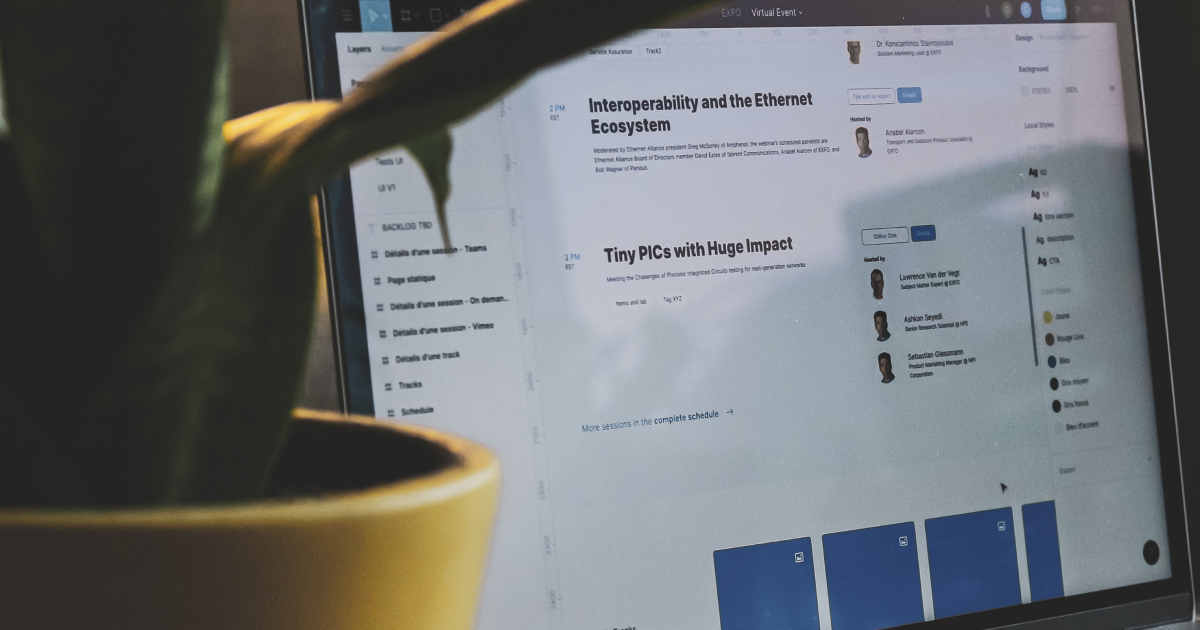 EXFO Virtual Event
Layers
Tests UI
UI V1
BACKLOG TBD
Détails d'une session - Teams
Page statique
Détails d'une session - On deman...
Détails d'une session - Vimeo
Détails d'une track
Tracks
Schedule
Service Assurance Track2
Dr. Konstantinos Stavropoulos
Solution Marketing Lead @ EXFO
2 PM
EST
Interoperability and the Ethernet
Ecosystem
Moderated by Ethernet Alliance president Greg McSorley of Amphenol, the webinar's scheduled panelists are
Ethernet Alliance Board of Directors member David Estes of Spirent Communications, Anabel Alarcon of EXFO, and
Bob Wagner of Panduit.
Talk with an expert Details
Hosted by
Anabel Alarcon
Transport and Datacom Product Specialist @
EXFO
3 PM
EST
Tiny PICs with Huge Impact
Meeting the Challenges of Photonic Integrated Circuits testing for next-generation networks
Nems and lab Tag XYZ
Online Chat Details
Hosted by
Lawrence Van der Vegt
Subject Matter Expert @ EXFO
Ashkan Seyedi
Senior Research Scientist @ HPE
Sebastian Giessmann
Product Marketing Manager @ MPI
Corporation
More sessions in the complete schedule →
Design
Background
Local Styles
Ag H2
Ag H3
Ag titre section
Ag description
Ag CTA
Color Styles
Jaune
Rouge Live
Bleu
Gris moyen
Gris foncé
Bleu d'accent
Export